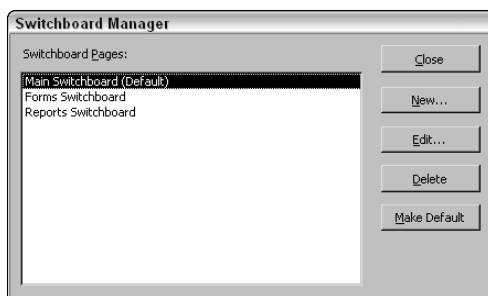 Switchboard Manager
Switchboard Pages:
Main Switchboard (Default)
Forms Switchboard
Reports Switchboard
Close
New...
Edit...
Delete
Make Default